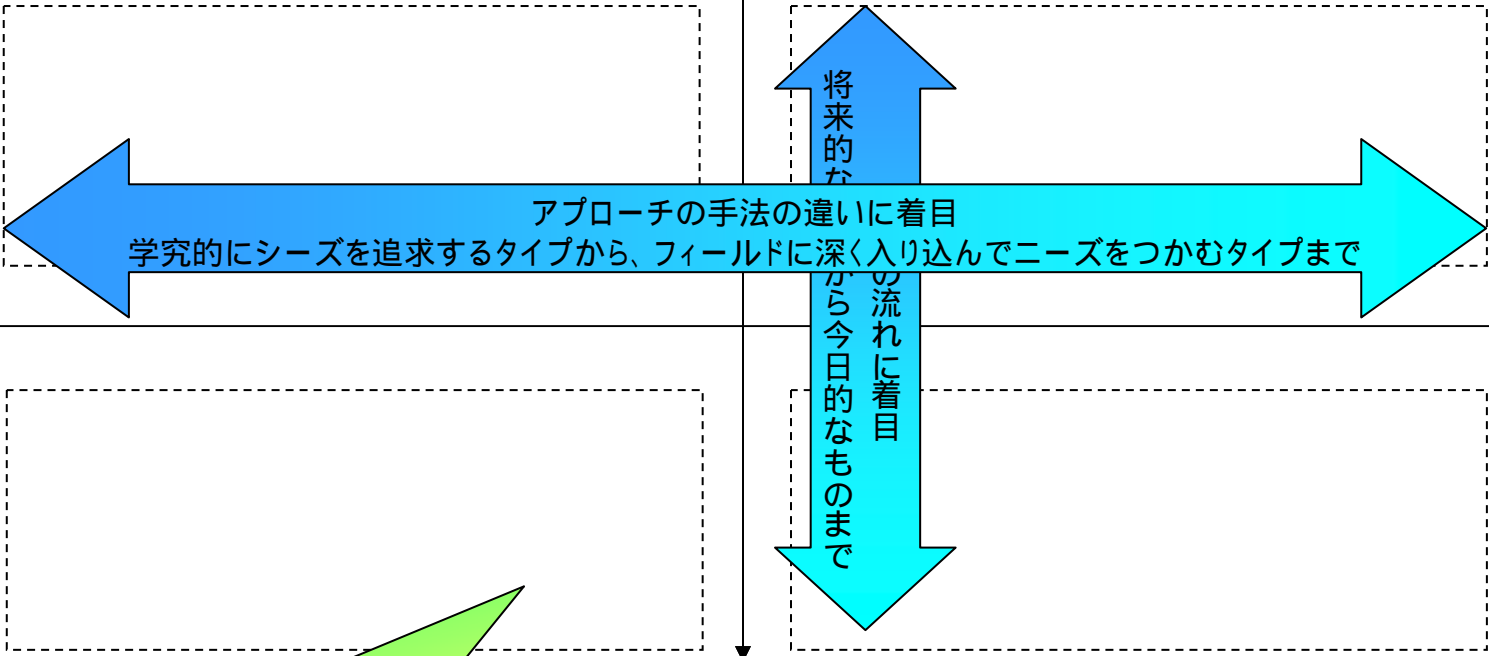 アプローチの手法の違いに着目
学究的にシーズを追求するタイプから、フィールドに深く入り込んでニーズをつかむタイプまで
の流れに着目
将来的な から今日的なものまで